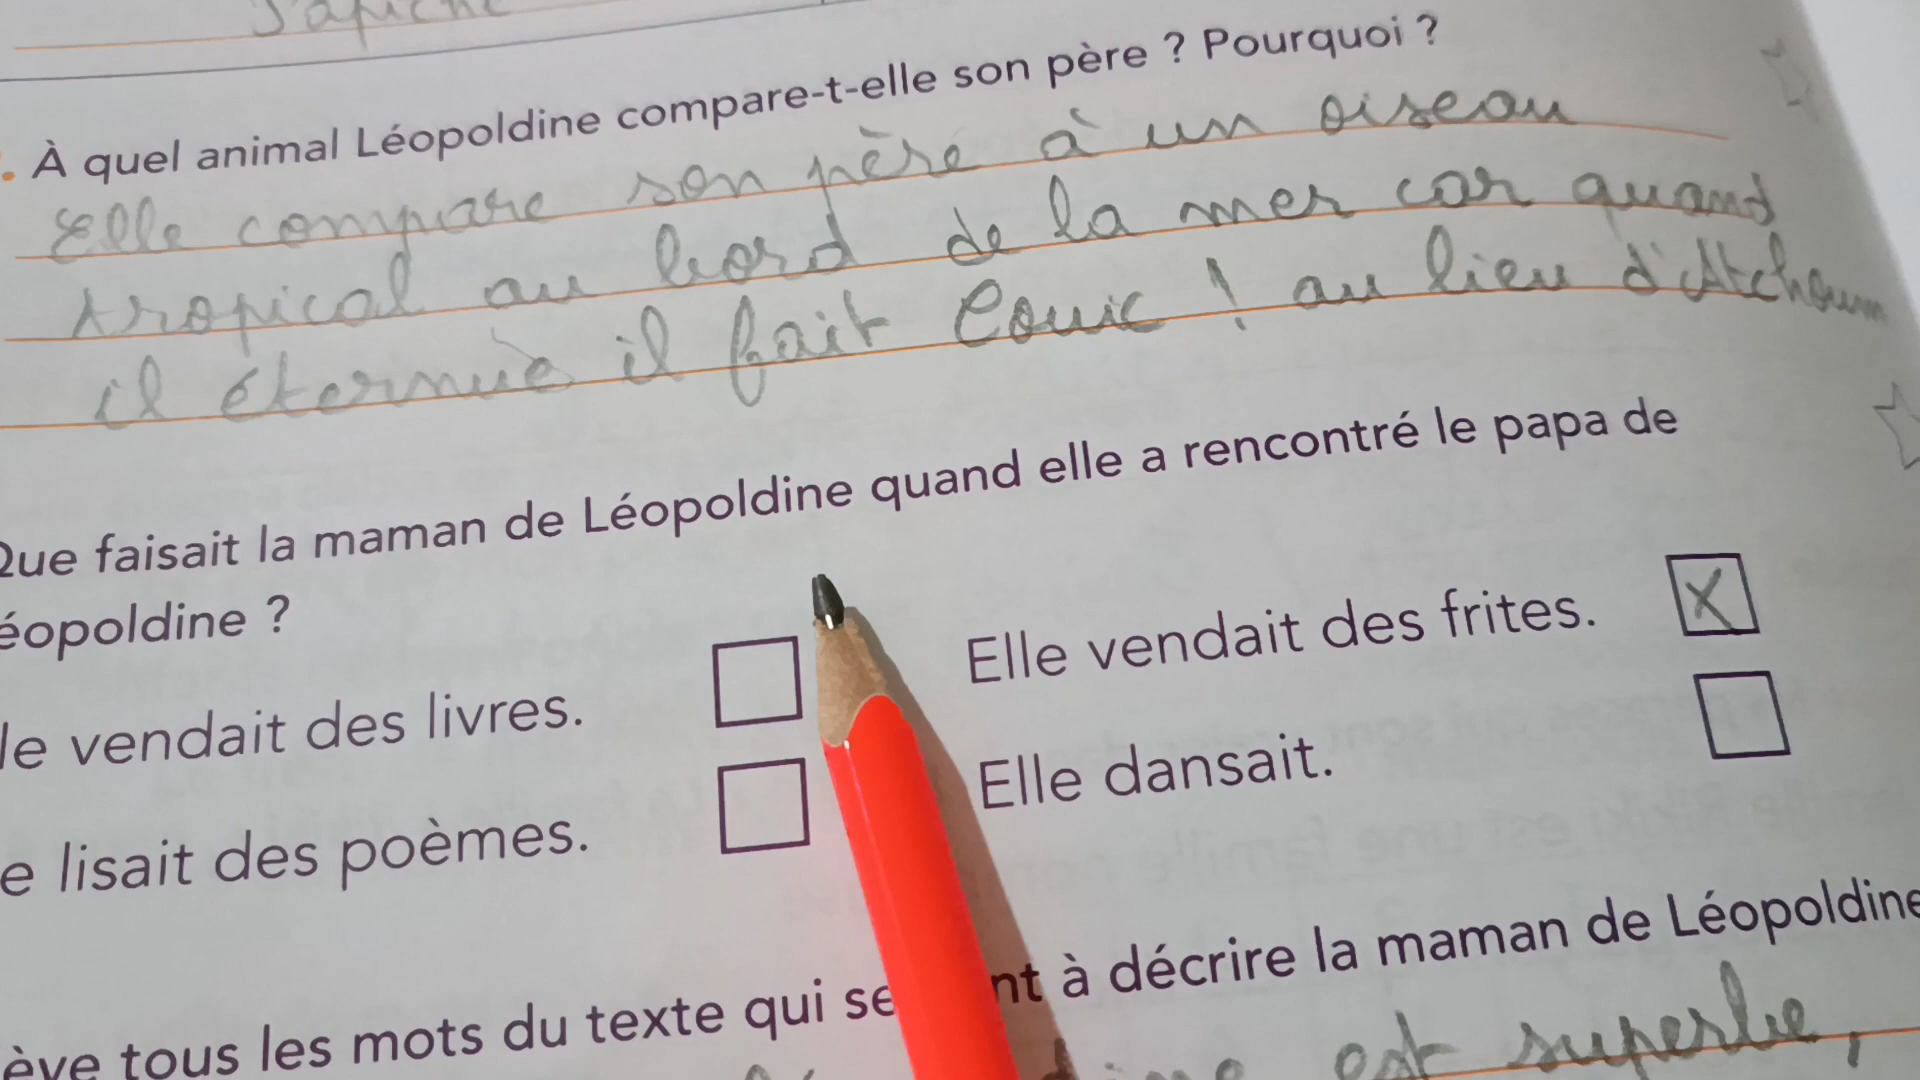 . À quel animal Léopoldine compare-t-elle son père ? Pourquoi ?
Elle compare son père à un oiseau
tropical au bord de la mer car quand
il éternue il fait Couic ! au lieu d'Atchoum
Que faisait la maman de Léopoldine quand elle a rencontré le papa de
éopoldine ?
le vendait des livres. Elle vendait des frites. X
e lisait des poèmes. Elle dansait.
ève tous les mots du texte qui se nt à décrire la maman de Léopoldine
est superbe,